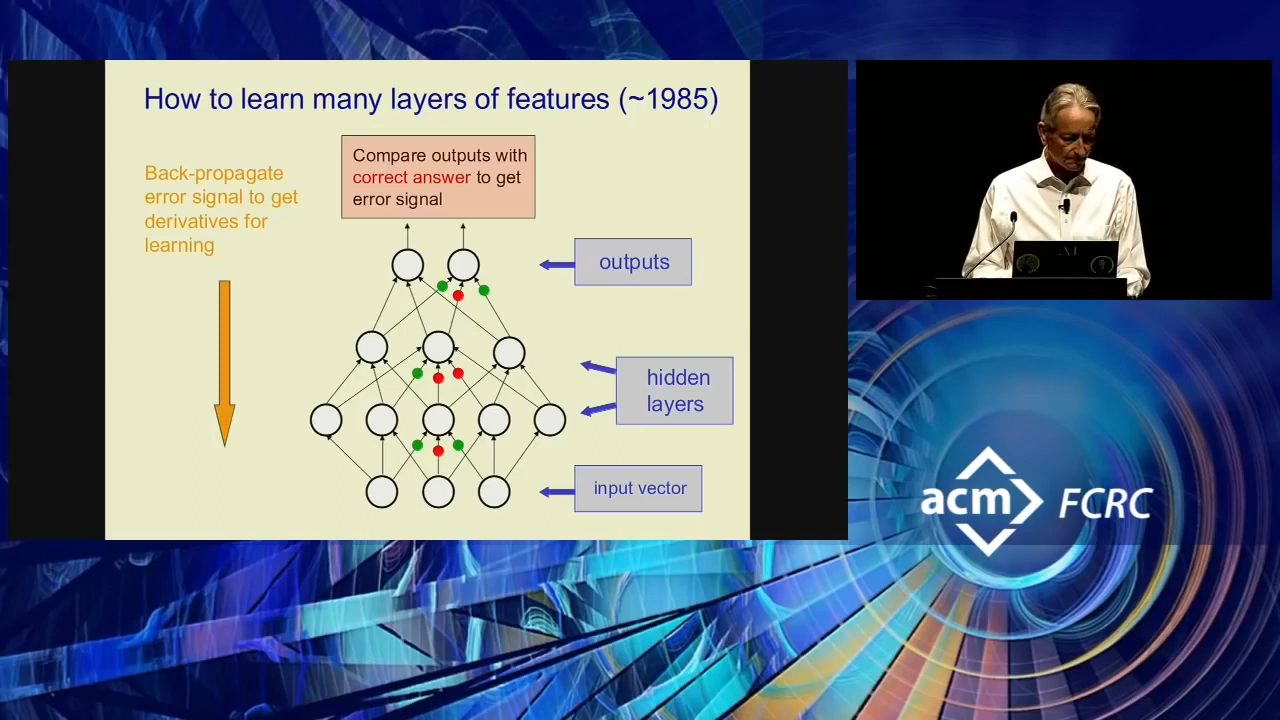 How to learn many layers of features (~1985)
Back-propagate
error signal to get
derivatives for
learning
Compare outputs with
correct answer to get
error signal
outputs
hidden
layers
input vector
acm FCRC